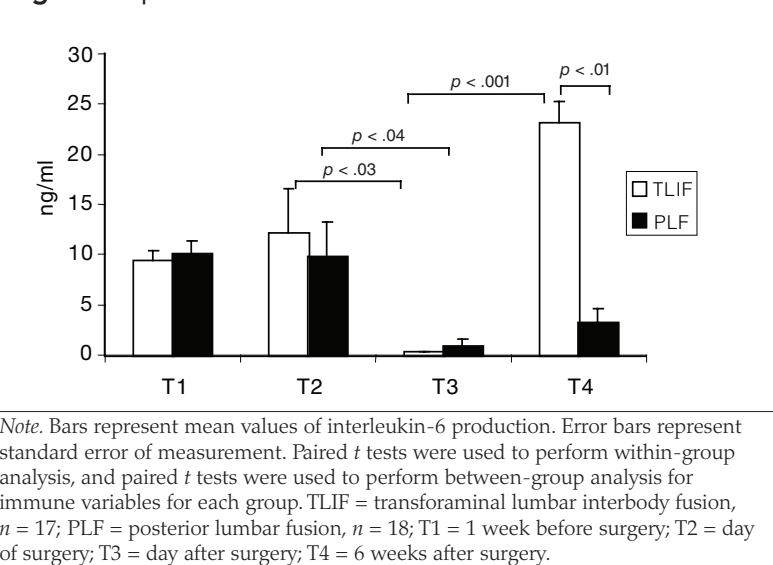 30
25
20
15
10
5
0
ng/ml
p < .001
p < .01
p < .04
p < .03
TLIF
PLF
T1 T2 T3 T4
Note. Bars represent mean values of interleukin-6 production. Error bars represent
standard error of measurement. Paired t tests were used to perform within-group
analysis, and paired t tests were used to perform between-group analysis for
immune variables for each group. TLIF = transforaminal lumbar interbody fusion,
n = 17; PLF = posterior lumbar fusion, n = 18; T1 = 1 week before surgery; T2 = day
of surgery; T3 = day after surgery; T4 = 6 weeks after surgery.